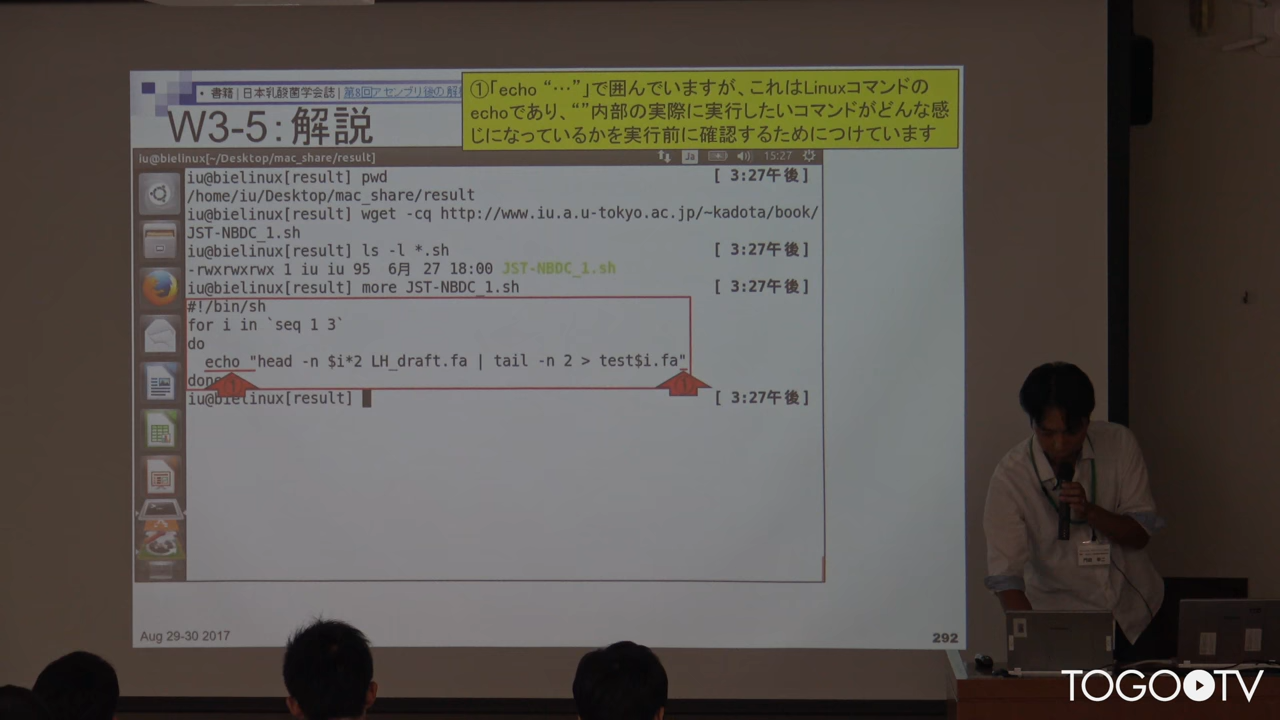 ・書籍 | 日本乳酸菌学会誌 | 第8回アセンブリ後の解
W3-5：解説
①「echo “…”」で囲んでいますが、これはLinuxコマンドの
echoであり、“”内部の実際に実行したいコマンドがどんな感
じになっているかを実行前に確認するためにつけています
iu@bielinux[~/Desktop/mac_share/result]
Ja
15:27
iu@bielinux[result] pwd [ 3:27午後]
/home/iu/Desktop/mac_share/result
iu@bielinux[result] wget -cq http://www.iu.a.u-tokyo.ac.jp/~kadota/book/
JST-NBDC_1.sh
iu@bielinux[result] ls -l *.sh [ 3:27午後]
-rwxrwxrwx 1 iu iu 95 6月 27 18:00 JST-NBDC_1.sh
iu@bielinux[result] more JST-NBDC_1.sh [ 3:27午後]
#!/bin/sh
for i in `seq 1 3`
do
echo "head -n $i*2 LH_draft.fa | tail -n 2 > test$i.fa"
done
iu@bielinux[result] [ 3:27午後]
Aug 29-30 2017
292
TOGOTV